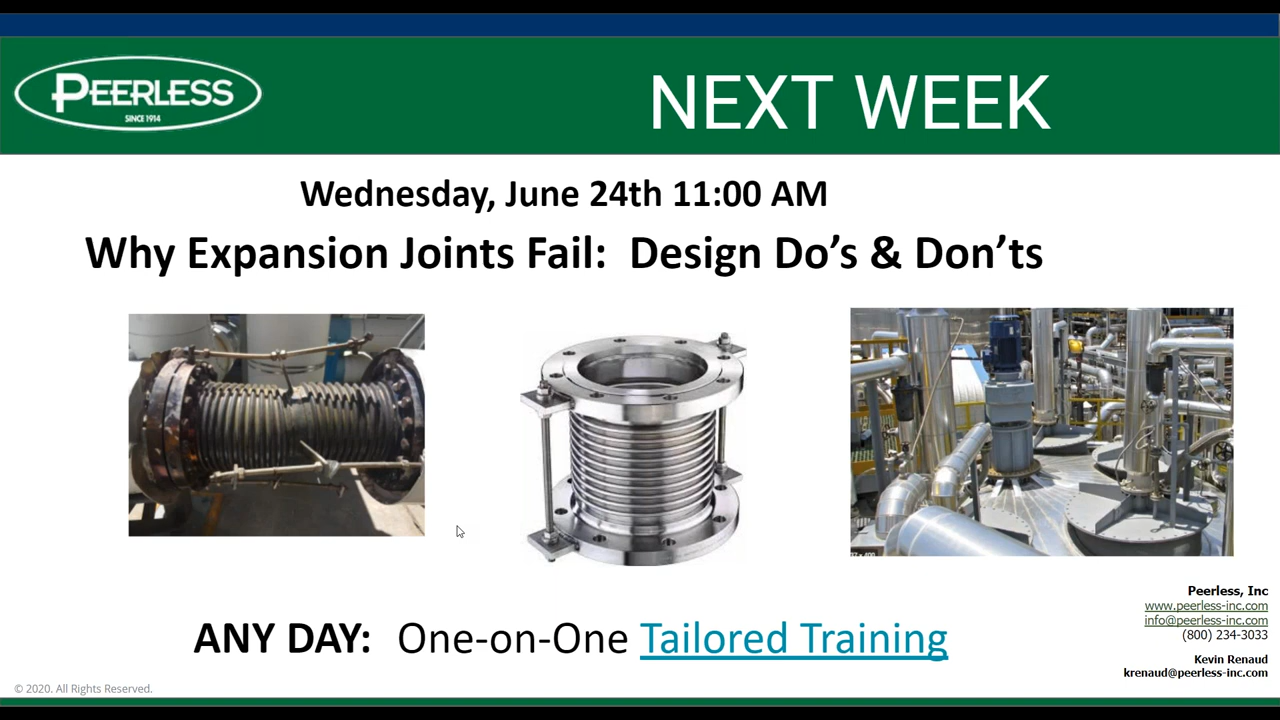 PEERLESS
SINCE 1914
NEXT WEEK
Wednesday, June 24th 11:00 AM
Why Expansion Joints Fail:  Design Do’s & Don’ts
ANY DAY:  One-on-One Tailored Training
Peerless, Inc
www.peerless-inc.com
info@peerless-inc.com
(800) 234-3033
Kevin Renaud
krenaud@peerless-inc.com
© 2020. All Rights Reserved.